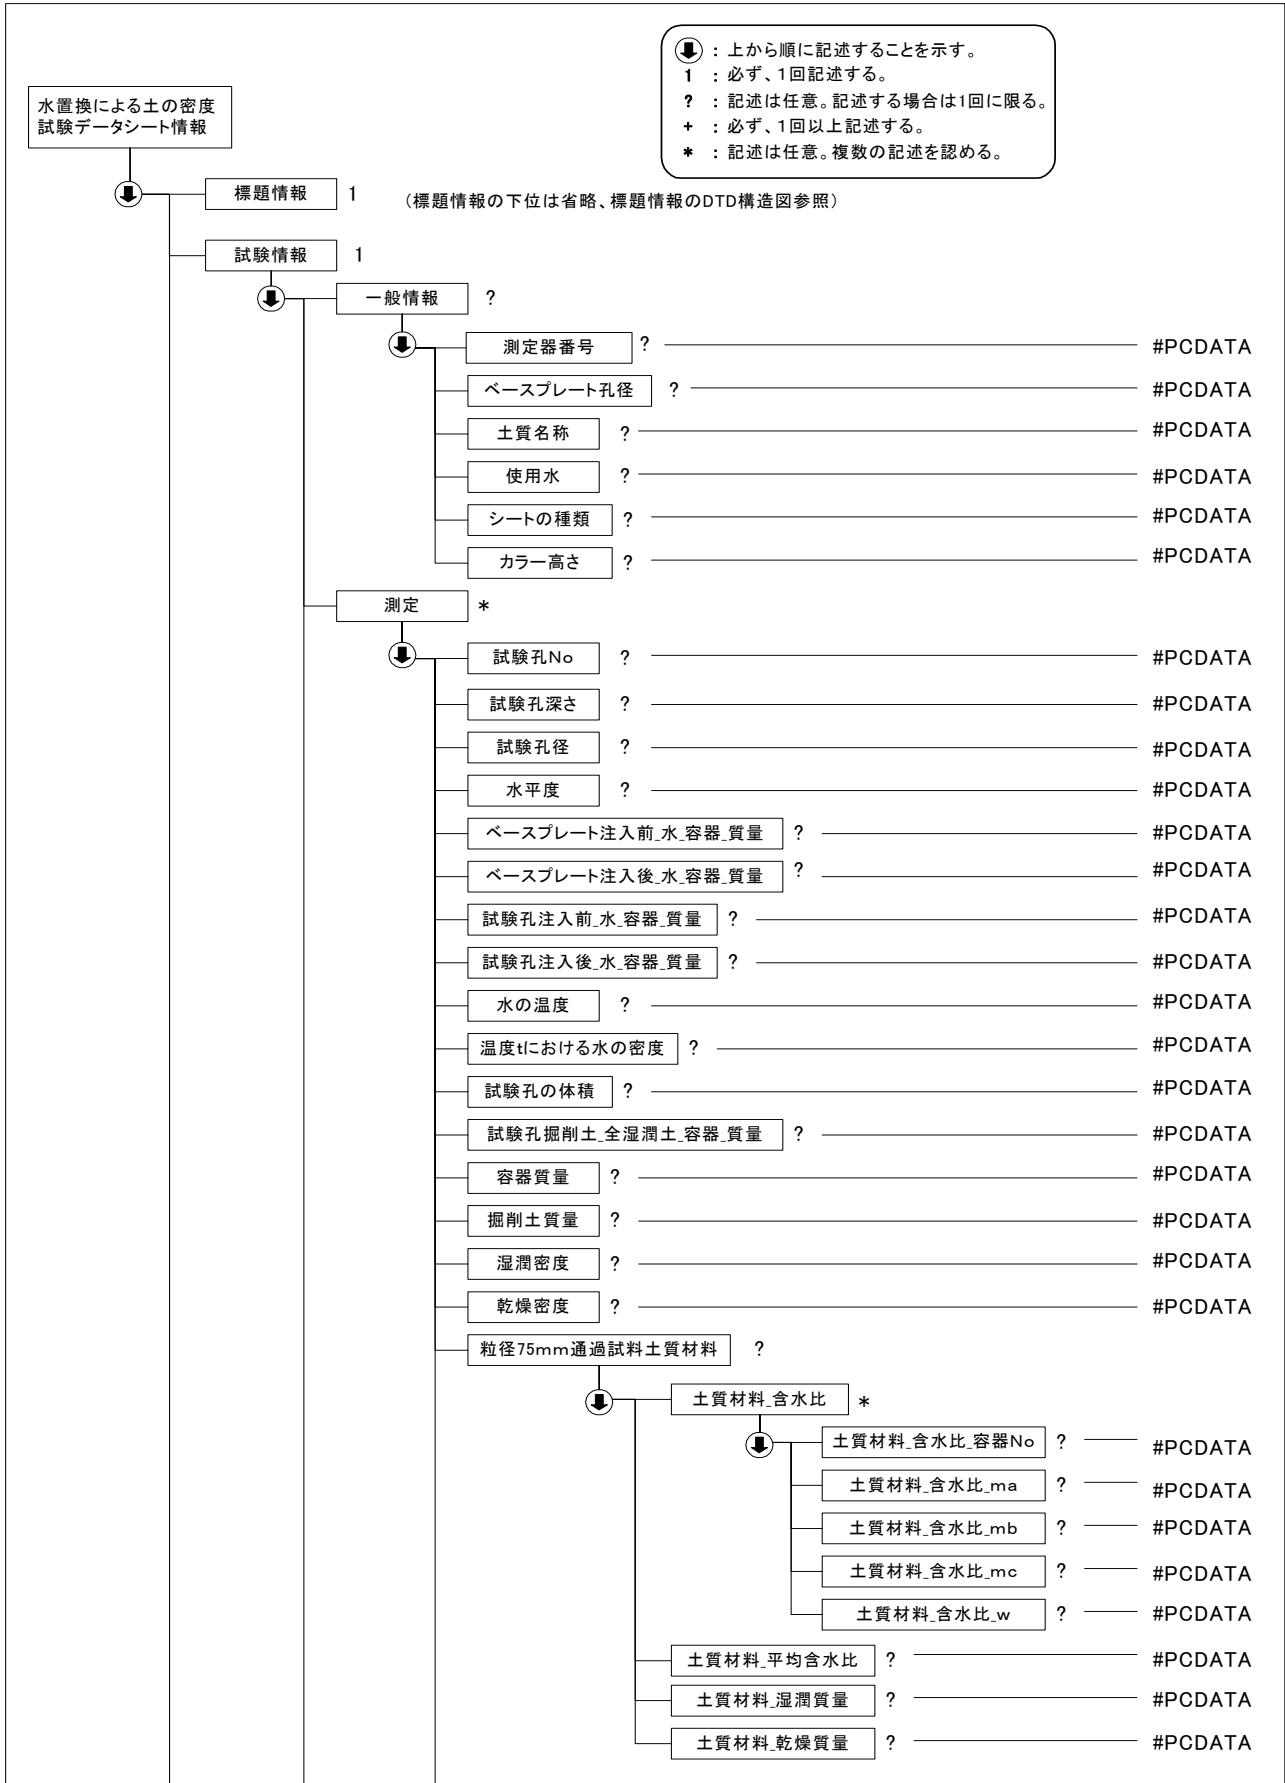 ：上から順に記述することを示す。
1 ：必ず、1回記述する。
? ：記述は任意。記述する場合は1回に限る。
+ ：必ず、1回以上記述する。
* ：記述は任意。複数の記述を認める。
水置換による土の密度
試験データシート情報
標題情報 1 （標題情報の下位は省略、標題情報のDTD構造図参照）
試験情報 1
一般情報 ?
測定器番号 ? #PCDATA
ベースプレート孔径 ? #PCDATA
土質名称 ? #PCDATA
使用水 ? #PCDATA
シートの種類 ? #PCDATA
カラー高さ ? #PCDATA
測定 *
試験孔No ? #PCDATA
試験孔深さ ? #PCDATA
試験孔径 ? #PCDATA
水平度 ? #PCDATA
ベースプレート注入前_水_容器_質量 ? #PCDATA
ベースプレート注入後_水_容器_質量 ? #PCDATA
試験孔注入前_水_容器_質量 ? #PCDATA
試験孔注入後_水_容器_質量 ? #PCDATA
水の温度 ? #PCDATA
温度tにおける水の密度 ? #PCDATA
試験孔の体積 ? #PCDATA
試験孔掘削土_全湿潤土_容器_質量 ? #PCDATA
容器質量 ? #PCDATA
掘削土質量 ? #PCDATA
湿潤密度 ? #PCDATA
乾燥密度 ? #PCDATA
粒径75mm通過試料土質材料 ?
土質材料_含水比 *
土質材料_含水比_容器No ? #PCDATA
土質材料_含水比_ma ? #PCDATA
土質材料_含水比_mb ? #PCDATA
土質材料_含水比_mc ? #PCDATA
土質材料_含水比_w ? #PCDATA
土質材料_平均含水比 ? #PCDATA
土質材料_湿潤質量 ? #PCDATA
土質材料_乾燥質量 ? #PCDATA